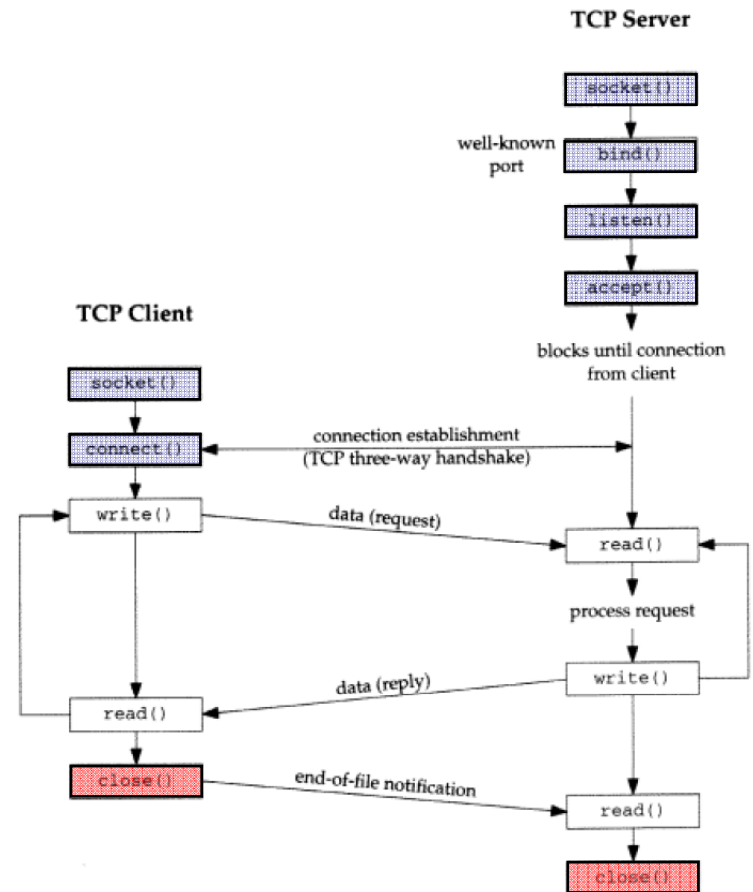 TCP Server
socket()
well-known
port
bind()
listen()
accept()
blocks until connection
from client
TCP Client
socket()
connect()
connection establishment
(TCP three-way handshake)
write()
data (request)
read()
process request
write()
data (reply)
read()
close()
end-of-file notification
read()
close()